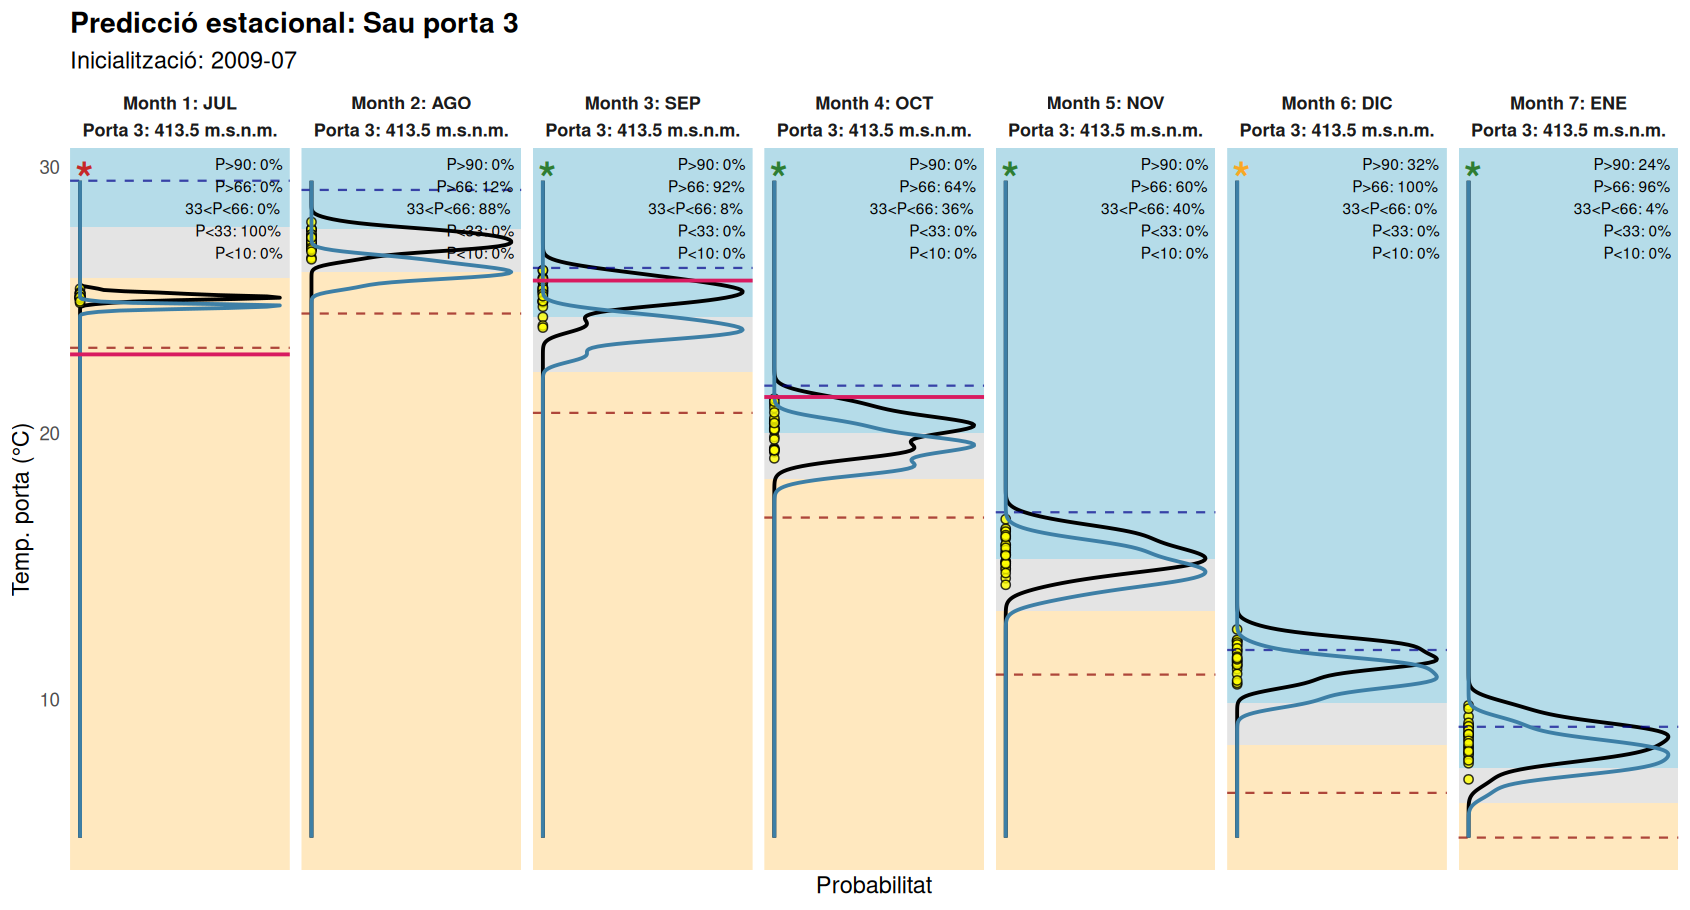 Predicció estacional: Sau porta 3
Inicialització: 2009-07
Month 1: JUL
Porta 3: 413.5 m.s.n.m.
Month 2: AGO
Porta 3: 413.5 m.s.n.m.
Month 3: SEP
Porta 3: 413.5 m.s.n.m.
Month 4: OCT
Porta 3: 413.5 m.s.n.m.
Month 5: NOV
Porta 3: 413.5 m.s.n.m.
Month 6: DIC
Porta 3: 413.5 m.s.n.m.
Month 7: ENE
Porta 3: 413.5 m.s.n.m.
*
P>90: 0%
P>66: 0%
33<P<66: 0%
P<33: 100%
P<10: 0%
P>90: 0%
P>66: 12%
33<P<66: 88%
P<33: 0%
P<10: 0%
*
P>90: 0%
P>66: 92%
33<P<66: 8%
P<33: 0%
P<10: 0%
*
P>90: 0%
P>66: 64%
33<P<66: 36%
P<33: 0%
P<10: 0%
*
P>90: 0%
P>66: 60%
33<P<66: 40%
P<33: 0%
P<10: 0%
*
P>90: 32%
P>66: 100%
33<P<66: 0%
P<33: 0%
P<10: 0%
*
P>90: 24%
P>66: 96%
33<P<66: 4%
P<33: 0%
P<10: 0%
30
20
10
Temp. porta (°C)
Probabilitat